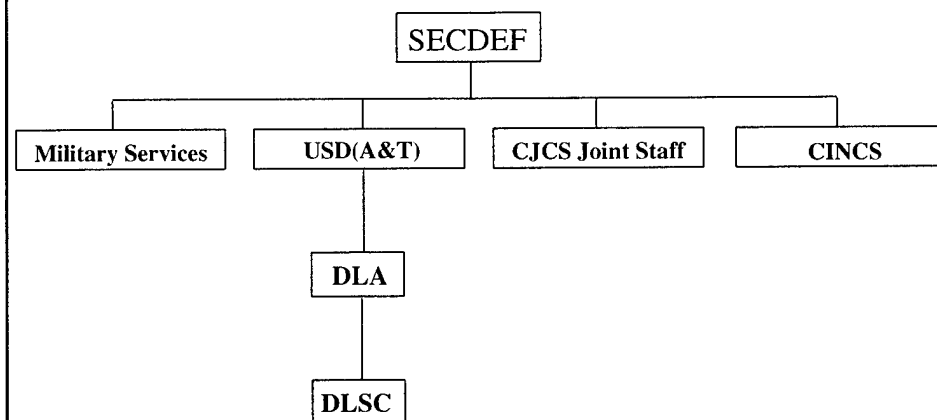 SECDEF
Military Services USD(A&T) CJCS Joint Staff CINCS
DLA
DLSC